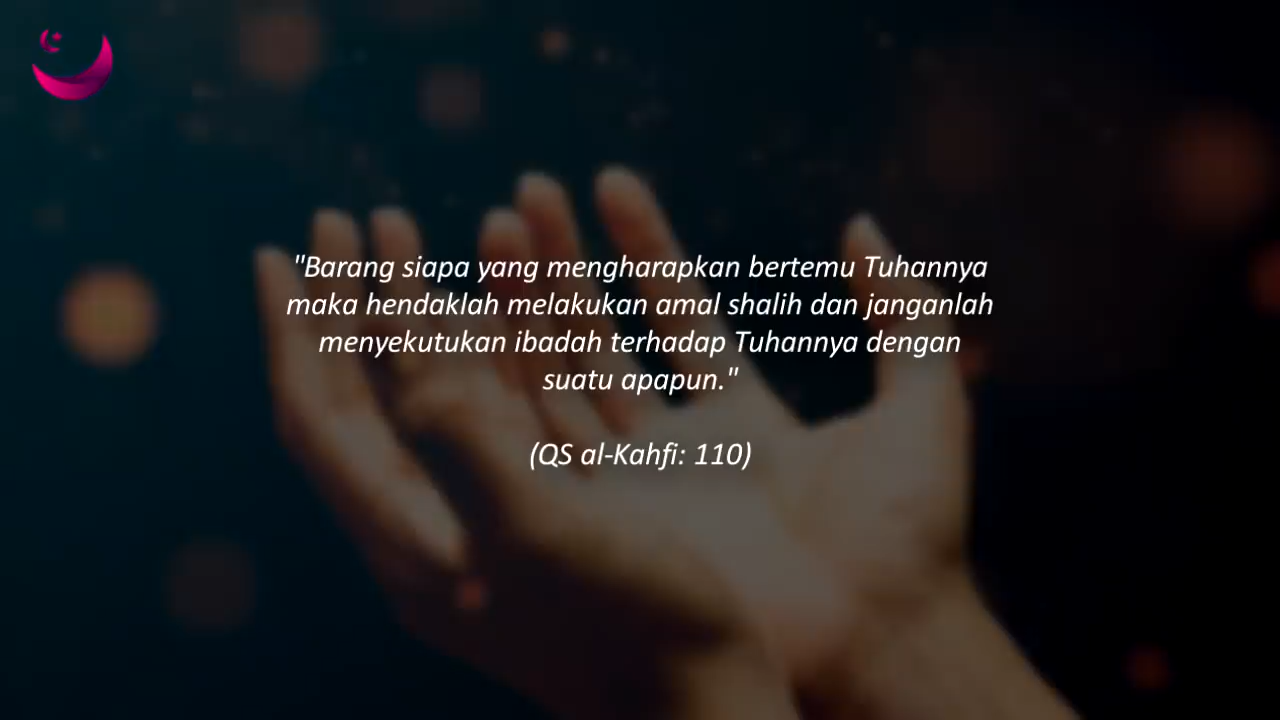 "Barang siapa yang mengharapkan bertemu Tuhannya
maka hendaklah melakukan amal shalih dan janganlah
menyekutukan ibadah terhadap Tuhannya dengan
suatu apapun."
(QS al-Kahfi: 110)